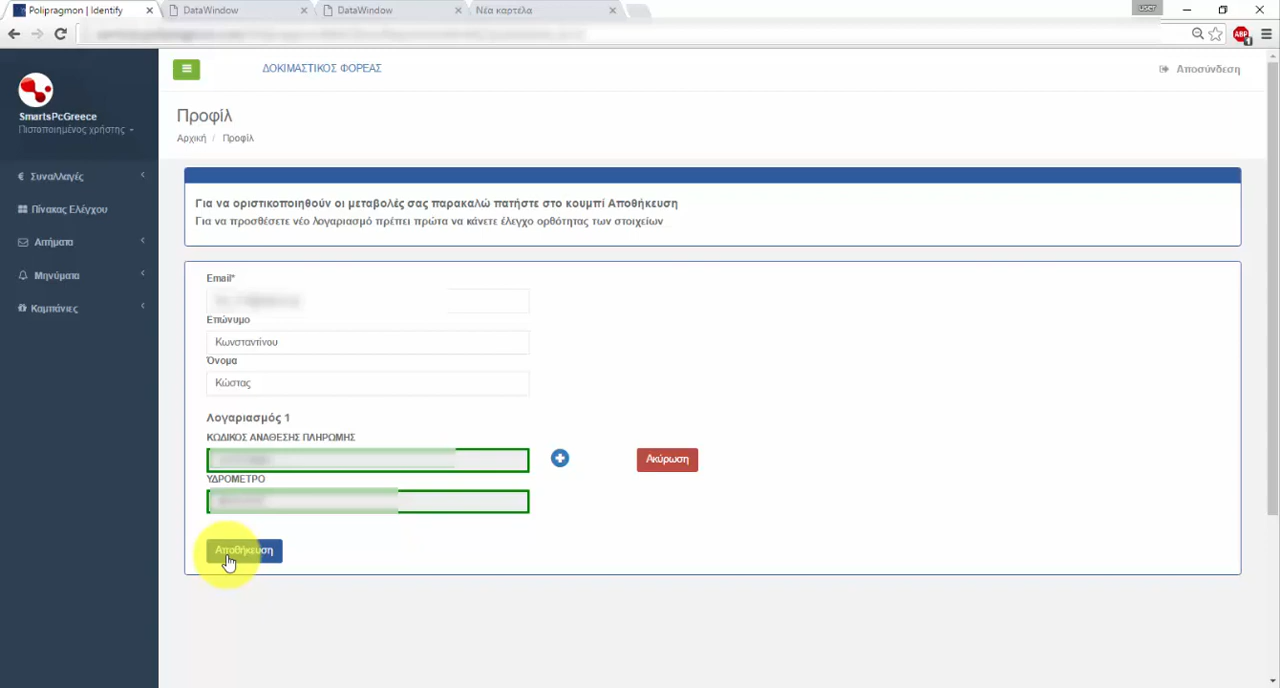 Polipragmon | Identify
DataWindow
DataWindow
Νέα καρτέλα
USER
ABP
1
SmartsPcGreece
Πιστοποιημένος χρήστης
€ Συναλλαγές
Πίνακας Ελέγχου
Αιτήματα
Μηνύματα
Καμπάνιες
ΔΟΚΙΜΑΣΤΙΚΟΣ ΦΟΡΕΑΣ
Αποσύνδεση
Προφίλ
Αρχική / Προφίλ
Για να οριστικοποιηθούν οι μεταβολές σας παρακαλώ πατήστε στο κουμπί Αποθήκευση
Για να προσθέσετε νέο λογαριασμό πρέπει πρώτα να κάνετε έλεγχο ορθότητας των στοιχείων
Email*
Επώνυμο
Κωνσταντίνου
Όνομα
Κώστας
Λογαριασμός 1
ΚΩΔΙΚΟΣ ΑΝΑΘΕΣΗΣ ΠΛΗΡΩΜΗΣ
Ακύρωση
ΥΔΡΟΜΕΤΡΟ
Αποθήκευση